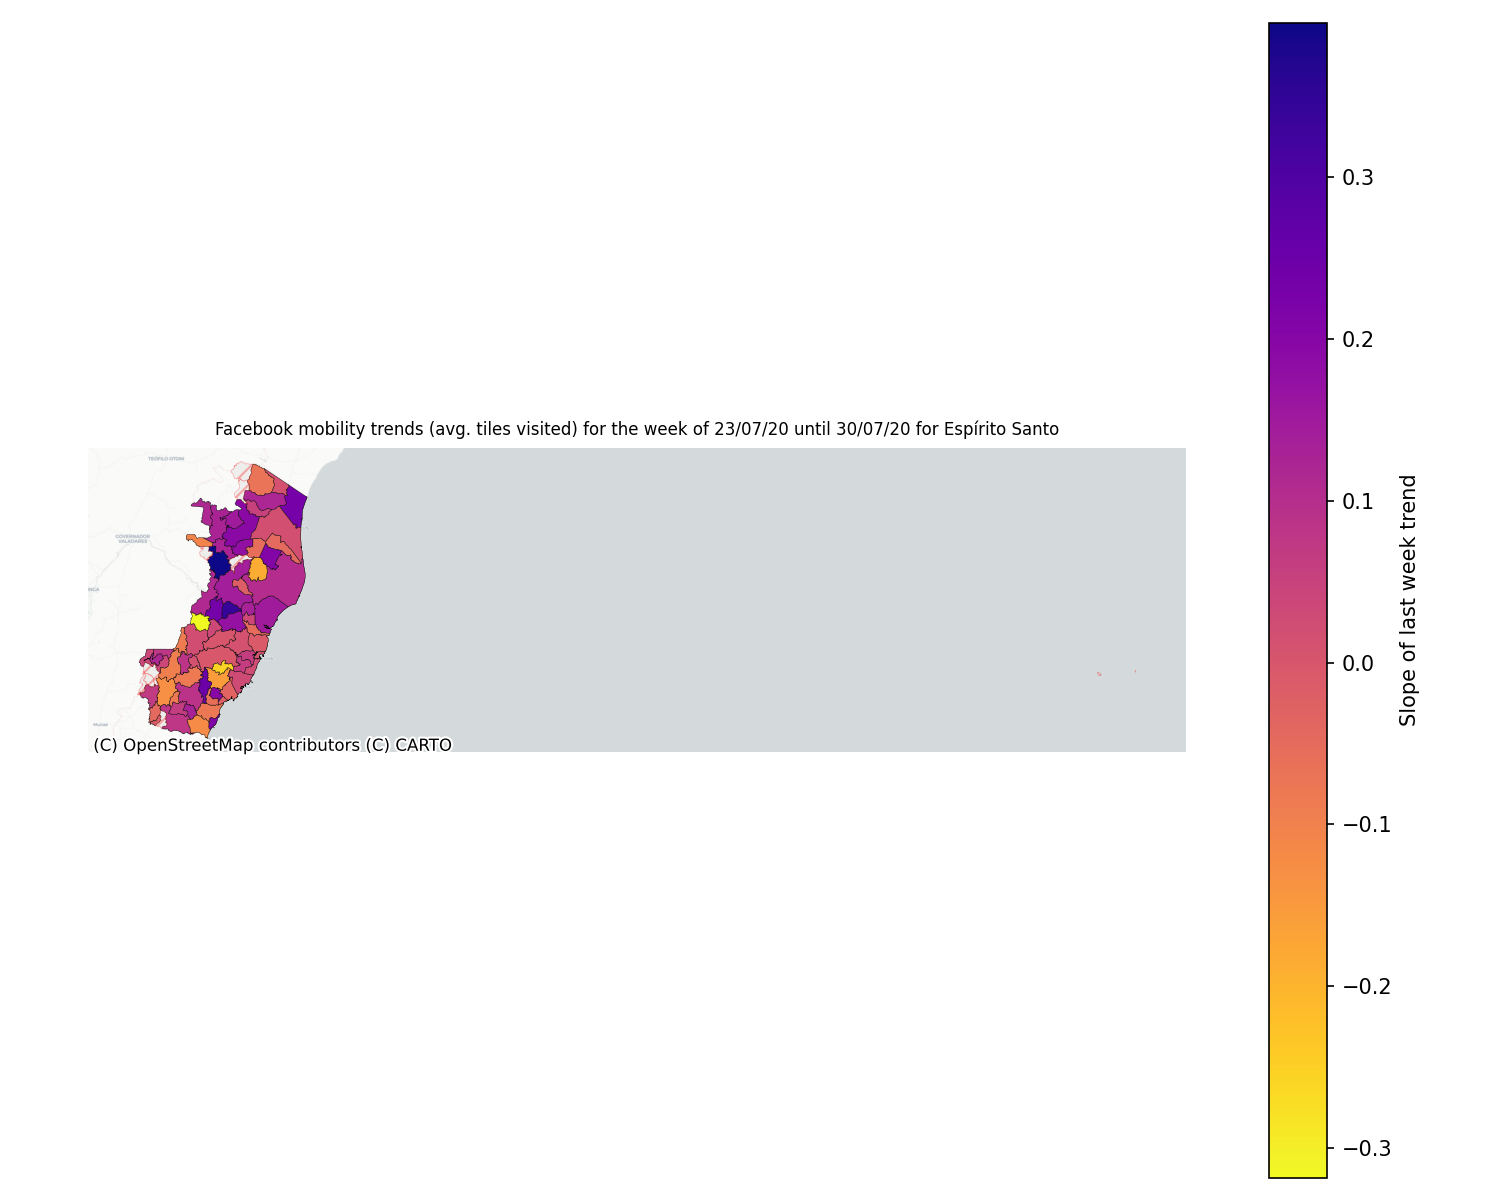 Facebook mobility trends (avg. tiles visited) for the week of 23/07/20 until 30/07/20 for Espírito Santo
TEÓFILO OTONI
GOVERNADOR
VALADARES
(C) OpenStreetMap contributors (C) CARTO
0.3
0.2
0.1
0.0
−0.1
−0.2
−0.3
Slope of last week trend